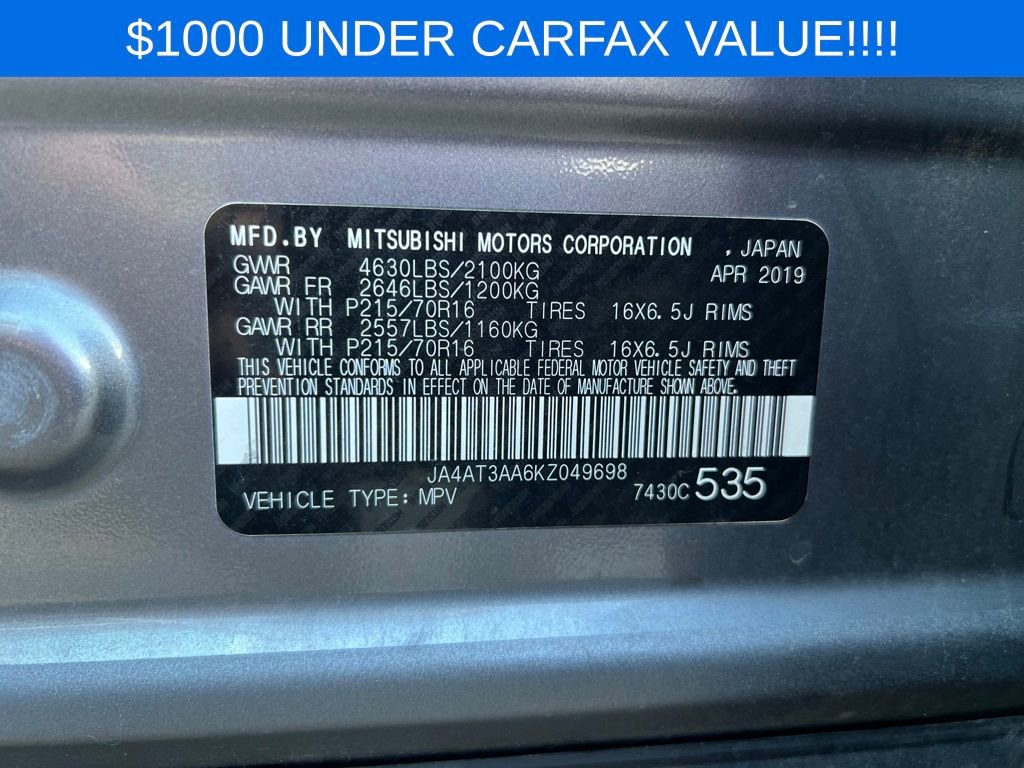 $1000 UNDER CARFAX VALUE!!!!
MFD.BY MITSUBISHI MOTORS CORPORATION , JAPAN
GVWR 4630LBS/2100KG APR 2019
GAWR FR 2646LBS/1200KG
WITH P215/70R16 TIRES 16X6.5J RIMS
GAWR RR 2557LBS/1160KG
WITH P215/70R16 TIRES 16X6.5J RIMS
THIS VEHICLE CONFORMS TO ALL APPLICABLE FEDERAL MOTOR VEHICLE SAFETY AND THEFT
PREVENTION STANDARDS IN EFFECT ON THE DATE OF MANUFACTURE SHOWN ABOVE.
JA4AT3AA6KZ049698
VEHICLE TYPE: MPV 7430C 535